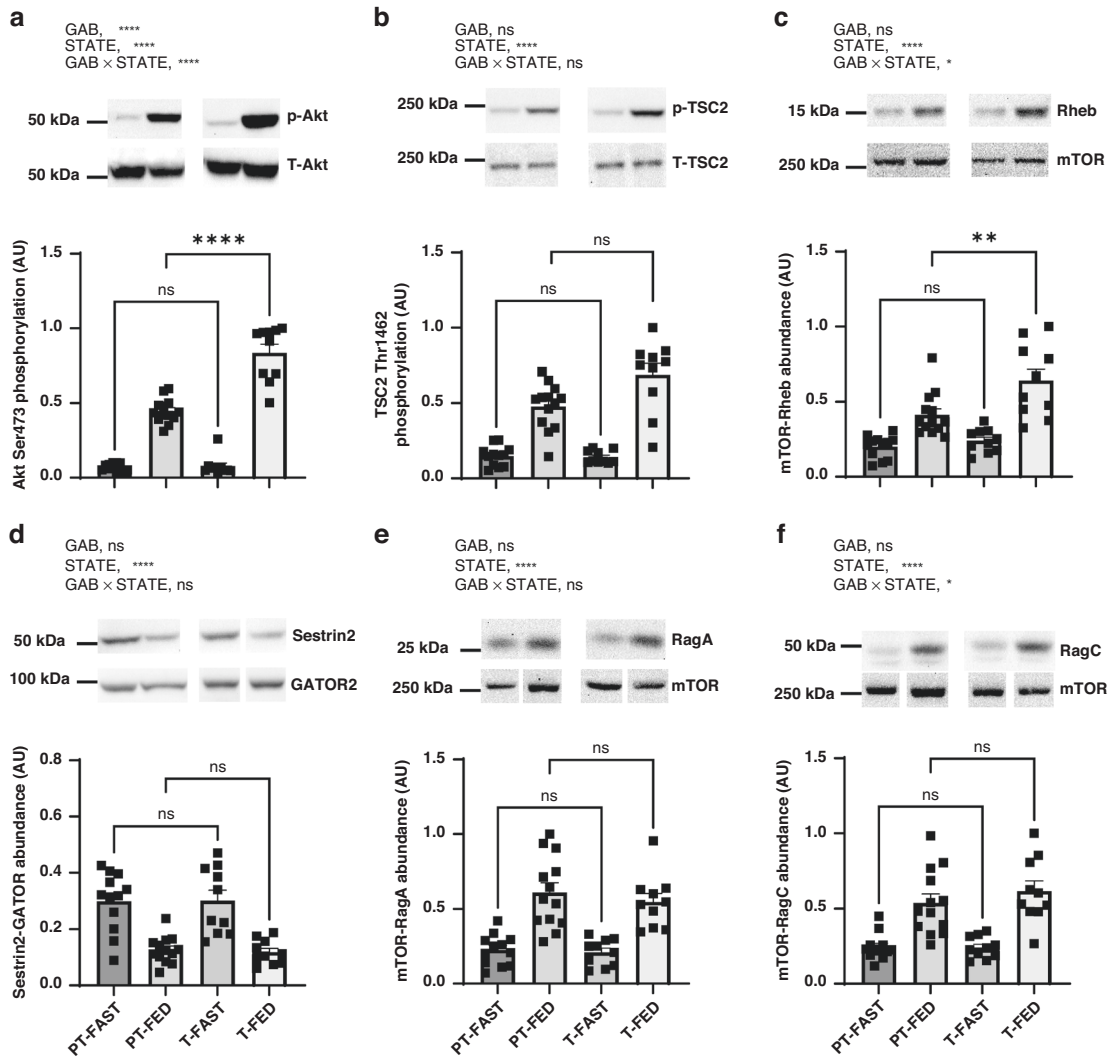 a
GAB, ****
STATE, ****
GAB × STATE, ****
50 kDa
p-Akt
50 kDa
T-Akt
Akt Ser473 phosphorylation (AU)
1.5
1.0
0.5
0.0
ns
****
b
GAB, ns
STATE, ****
GAB × STATE, ns
250 kDa
p-TSC2
250 kDa
T-TSC2
TSC2 Thr1462
phosphorylation (AU)
1.5
1.0
0.5
0.0
ns
ns
c
GAB, ns
STATE, ****
GAB × STATE, *
15 kDa
Rheb
250 kDa
mTOR
mTOR-Rheb abundance (AU)
1.5
1.0
0.5
0.0
ns
**
d
GAB, ns
STATE, ****
GAB × STATE, ns
50 kDa
Sestrin2
100 kDa
GATOR2
Sestrin2-GATOR abundance (AU)
0.8
0.6
0.4
0.2
0.0
ns
ns
PT-FAST
PT-FED
T-FAST
T-FED
e
GAB, ns
STATE, ****
GAB × STATE, ns
25 kDa
RagA
250 kDa
mTOR
mTOR-RagA abundance (AU)
1.5
1.0
0.5
0.0
ns
ns
PT-FAST
PT-FED
T-FAST
T-FED
f
GAB, ns
STATE, ****
GAB × STATE, *
50 kDa
RagC
250 kDa
mTOR
mTOR-RagC abundance (AU)
1.5
1.0
0.5
0.0
ns
ns
PT-FAST
PT-FED
T-FAST
T-FED